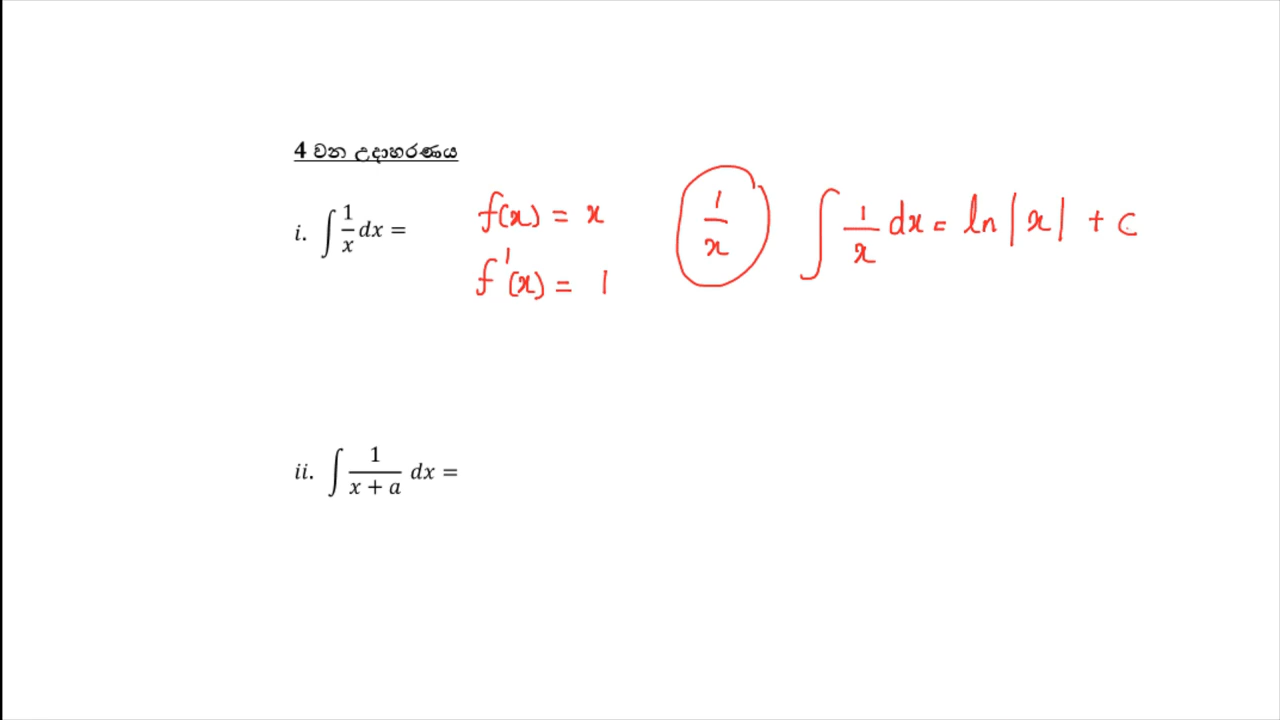 4 වන උදාහරණය
i. ∫ 1/x dx = f(x) = x 1/x ∫ 1/x dx = ln|x| + c
f'(x) = 1
ii. ∫ 1/(x + a) dx =